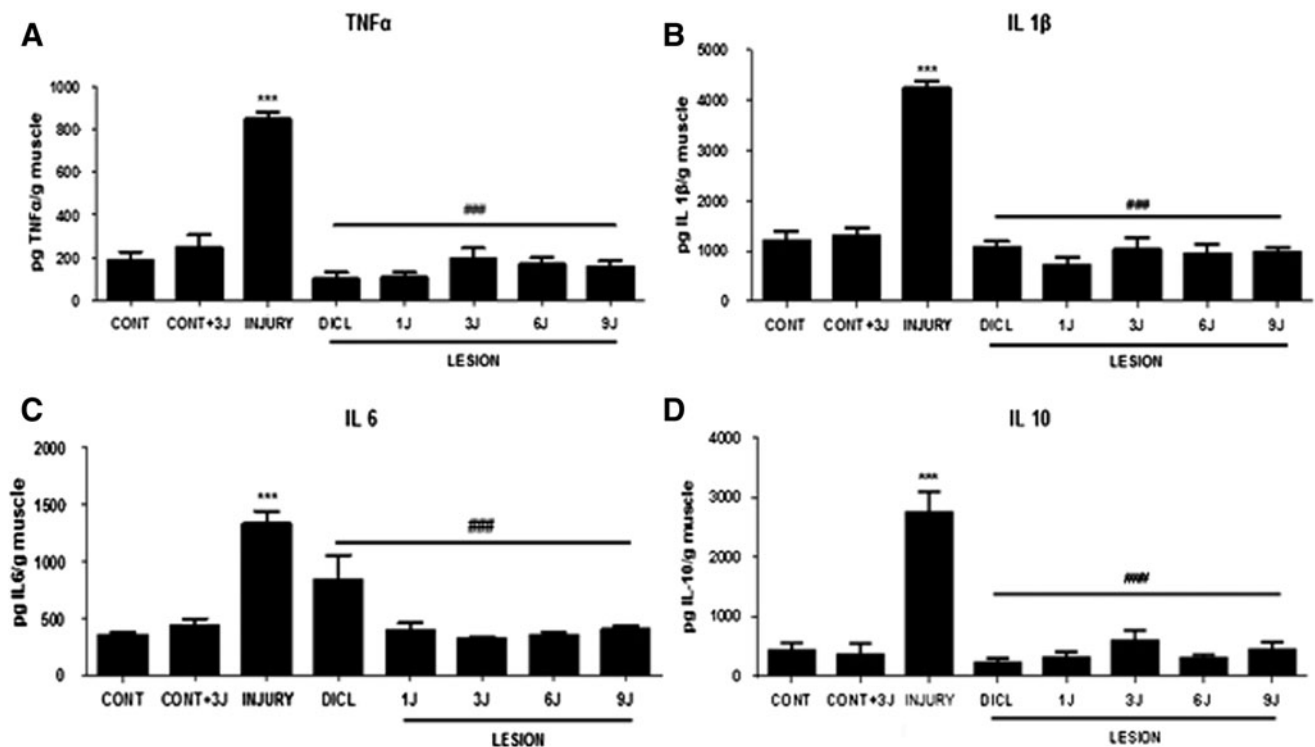 A
TNFα
pg TNFα/g muscle
1000
800
600
400
200
0
***
###
CONT
CONT+3J
INJURY
DICL
1J
3J
6J
9J
LESION
B
IL 1β
pg IL 1β/g muscle
5000
4000
3000
2000
1000
0
***
###
CONT
CONT+3J
INJURY
DICL
1J
3J
6J
9J
LESION
C
IL 6
pg IL6/g muscle
2000
1500
1000
500
0
***
###
CONT
CONT+3J
INJURY
DICL
1J
3J
6J
9J
LESION
D
IL 10
pg IL-10/g muscle
4000
3000
2000
1000
0
***
###
CONT
CONT+3J
INJURY
DICL
1J
3J
6J
9J
LESION